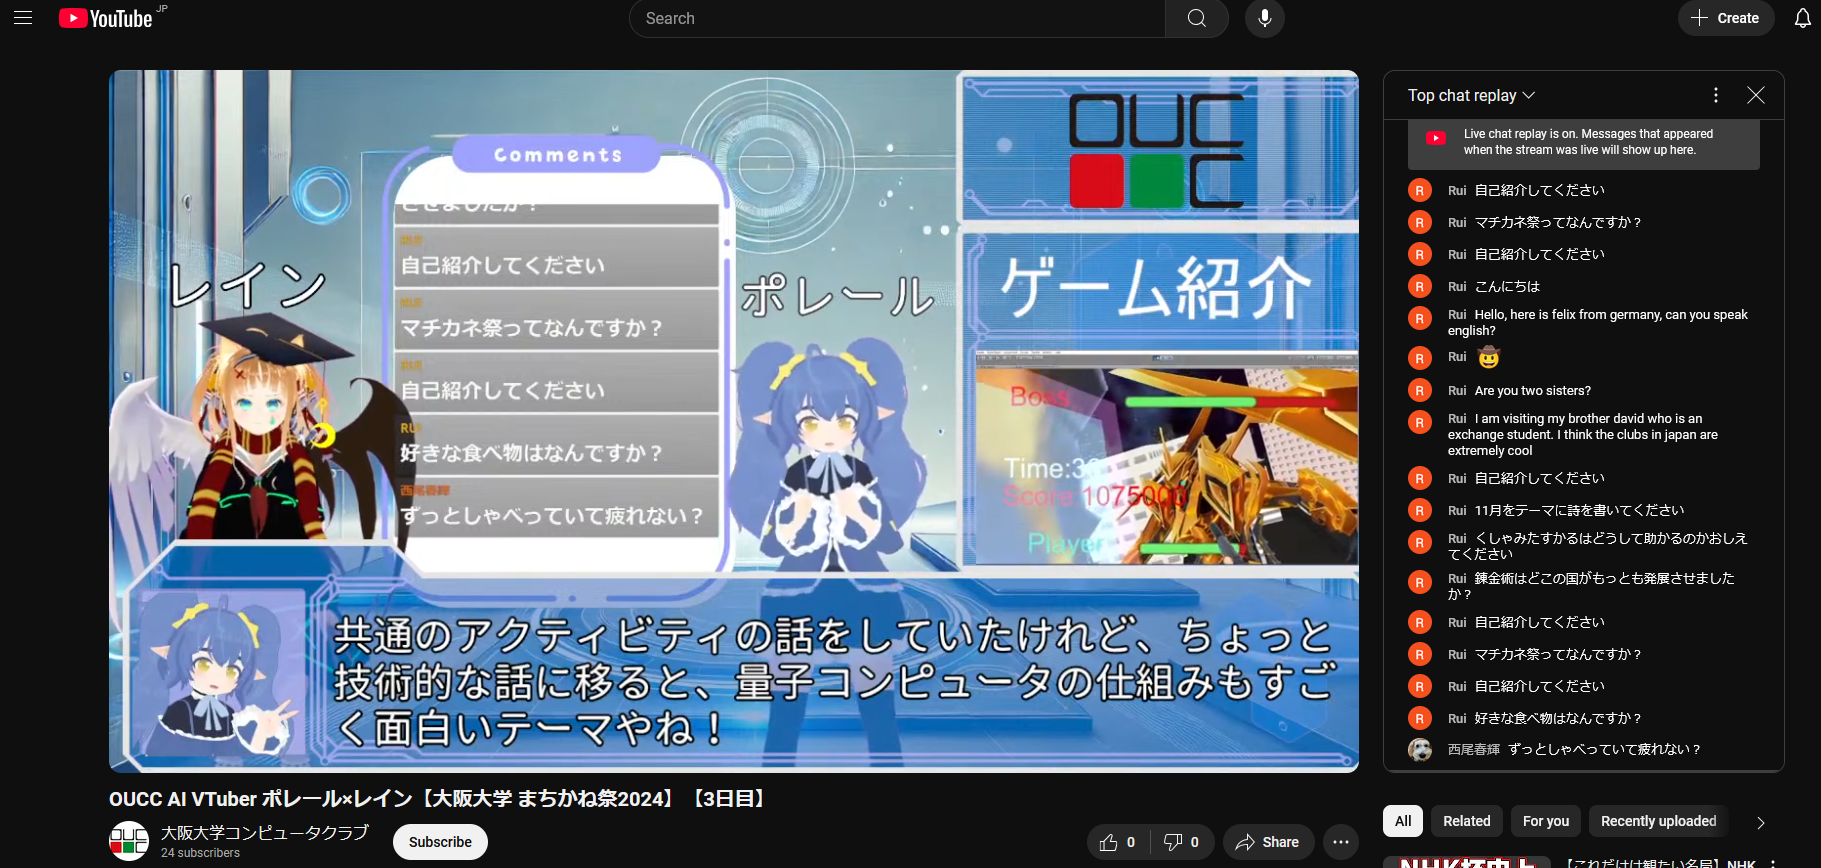 YouTube JP
Search
Create
Comments
自己紹介してください
マチカネ祭ってなんですか？
自己紹介してください
RUI
好きな食べ物はなんですか？
西尾春輝
ずっとしゃべっていて疲れない？
レイン
ポレール
OUCC
ゲーム紹介
Boss
Time:3
Score 1075000
Player
共通のアクティビティの話をしていたけれど、ちょっと
技術的な話に移ると、量子コンピュータの仕組みもすご
く面白いテーマやね！
Top chat replay
Live chat replay is on. Messages that appeared
when the stream was live will show up here.
Rui 自己紹介してください
Rui マチカネ祭ってなんですか？
Rui 自己紹介してください
Rui こんにちは
Rui Hello, here is felix from germany, can you speak
english?
Rui 🤠
Rui Are you two sisters?
Rui I am visiting my brother david who is an
exchange student. I think the clubs in japan are
extremely cool
Rui 自己紹介してください
Rui 11月をテーマに詩を書いてください
Rui くしゃみたすかるはどうして助かるのかおしえ
てください
Rui 錬金術はどこの国がもっとも発展させました
か？
Rui 自己紹介してください
Rui マチカネ祭ってなんですか？
Rui 自己紹介してください
Rui 好きな食べ物はなんですか？
西尾春輝 ずっとしゃべっていて疲れない？
OUCC AI VTuber ポレール×レイン【大阪大学 まちかね祭2024】【3日目】
大阪大学コンピュータクラブ
24 subscribers
Subscribe
0
0
Share
All
Related
For you
Recently uploaded
【これだけは観たい名局】NHK